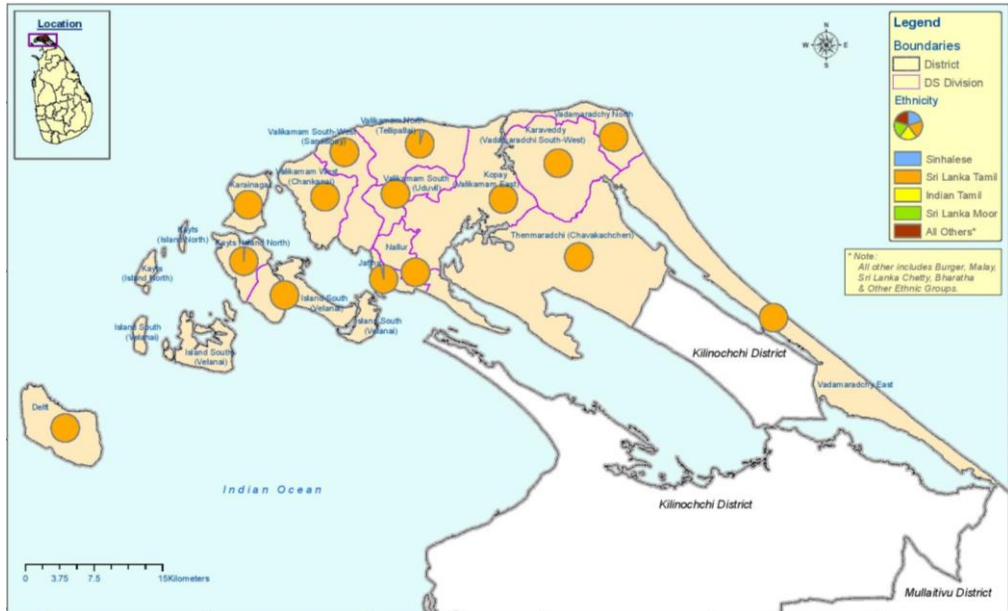 Location
N
W
E
S
Legend
Boundaries
District
DS Division
Ethnicity
Sinhalese
Sri Lanka Tamil
Indian Tamil
Sri Lanka Moor
All Others*
* Note:
All other includes Burger, Malay,
Sri Lanka Chetty, Bharatha
& Other Ethnic Groups.
Valikamam North
(Tellipallai)
Vadamaradchy North
Valikamam South-West
(Sandilipay)
Karaveddy
(Vadamaradchi South-West)
Valikamam West
(Chankanai)
Valikamam South
(Uduvil)
Kopay
(Valikamam East)
Karainagar
Kayts
(Island North)
Kayts (Island North)
Thenmaradchi (Chavakachcheri)
Nallur
Jaffna
Kayts
(Island North)
Island South
(Velanai)
Island South
(Velanai)
Island South
(Velanai)
Island South
(Velanai)
Kilinochchi District
Vadamaradchy East
Delft
Indian Ocean
Kilinochchi District
0 3.75 7.5 15 Kilometers
Mullaitivu District